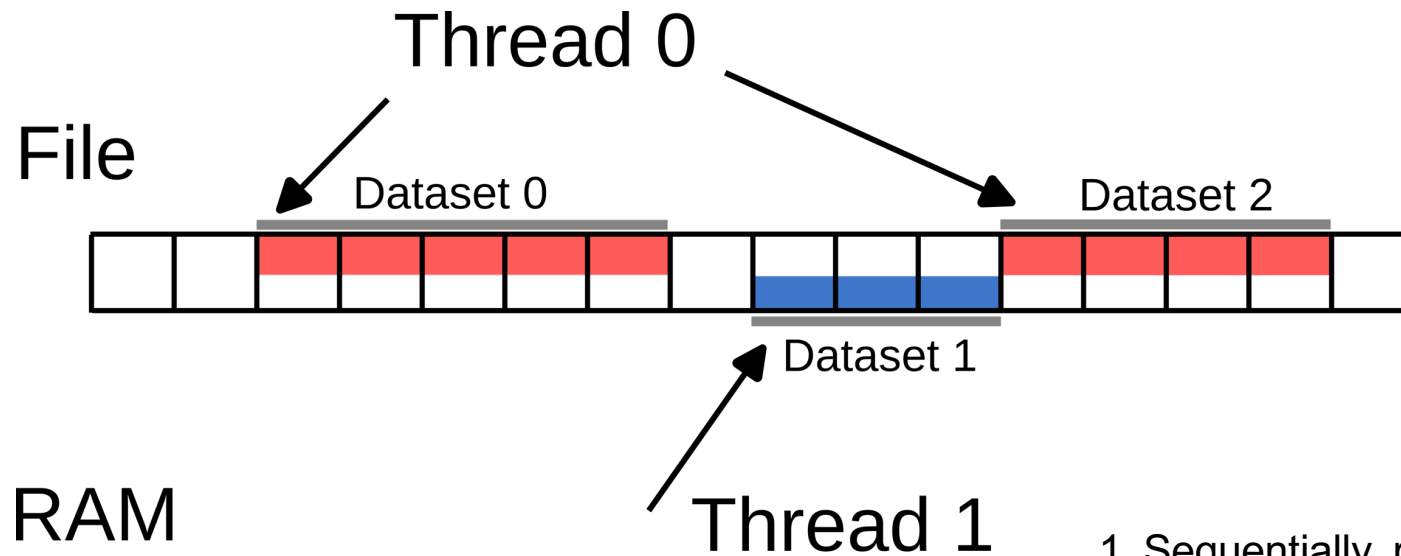 Thread 0
File
Dataset 0
Dataset 2
Dataset 1
RAM
Thread 1
1. Sequentially,